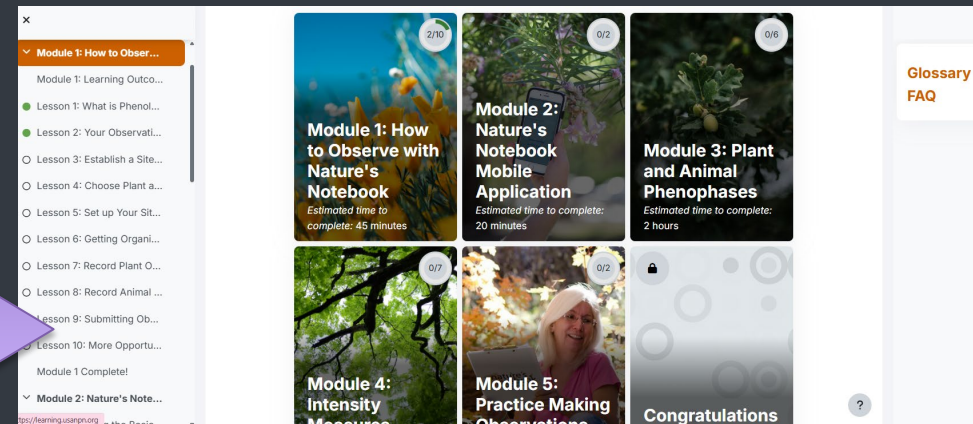 ×
Module 1: How to Obser...
Module 1: Learning Outco...
Lesson 1: What is Phenol...
Lesson 2: Your Observati...
Lesson 3: Establish a Site...
Lesson 4: Choose Plant a...
Lesson 5: Set up Your Sit...
Lesson 6: Getting Organi...
Lesson 7: Record Plant O...
Lesson 8: Record Animal ...
Lesson 9: Submitting Ob...
Lesson 10: More Opportu...
Module 1 Complete!
Module 2: Nature's Note...
tps://learning.usanpn.org
2/10
Module 1: How
to Observe with
Nature's
Notebook
Estimated time to
complete: 45 minutes
0/2
Module 2:
Nature's
Notebook
Mobile
Application
Estimated time to complete:
20 minutes
0/6
Module 3: Plant
and Animal
Phenophases
Estimated time to complete:
2 hours
0/7
Module 4:
Intensity
Measures
0/2
Module 5:
Practice Making
Observations
Congratulations
Glossary
FAQ
?